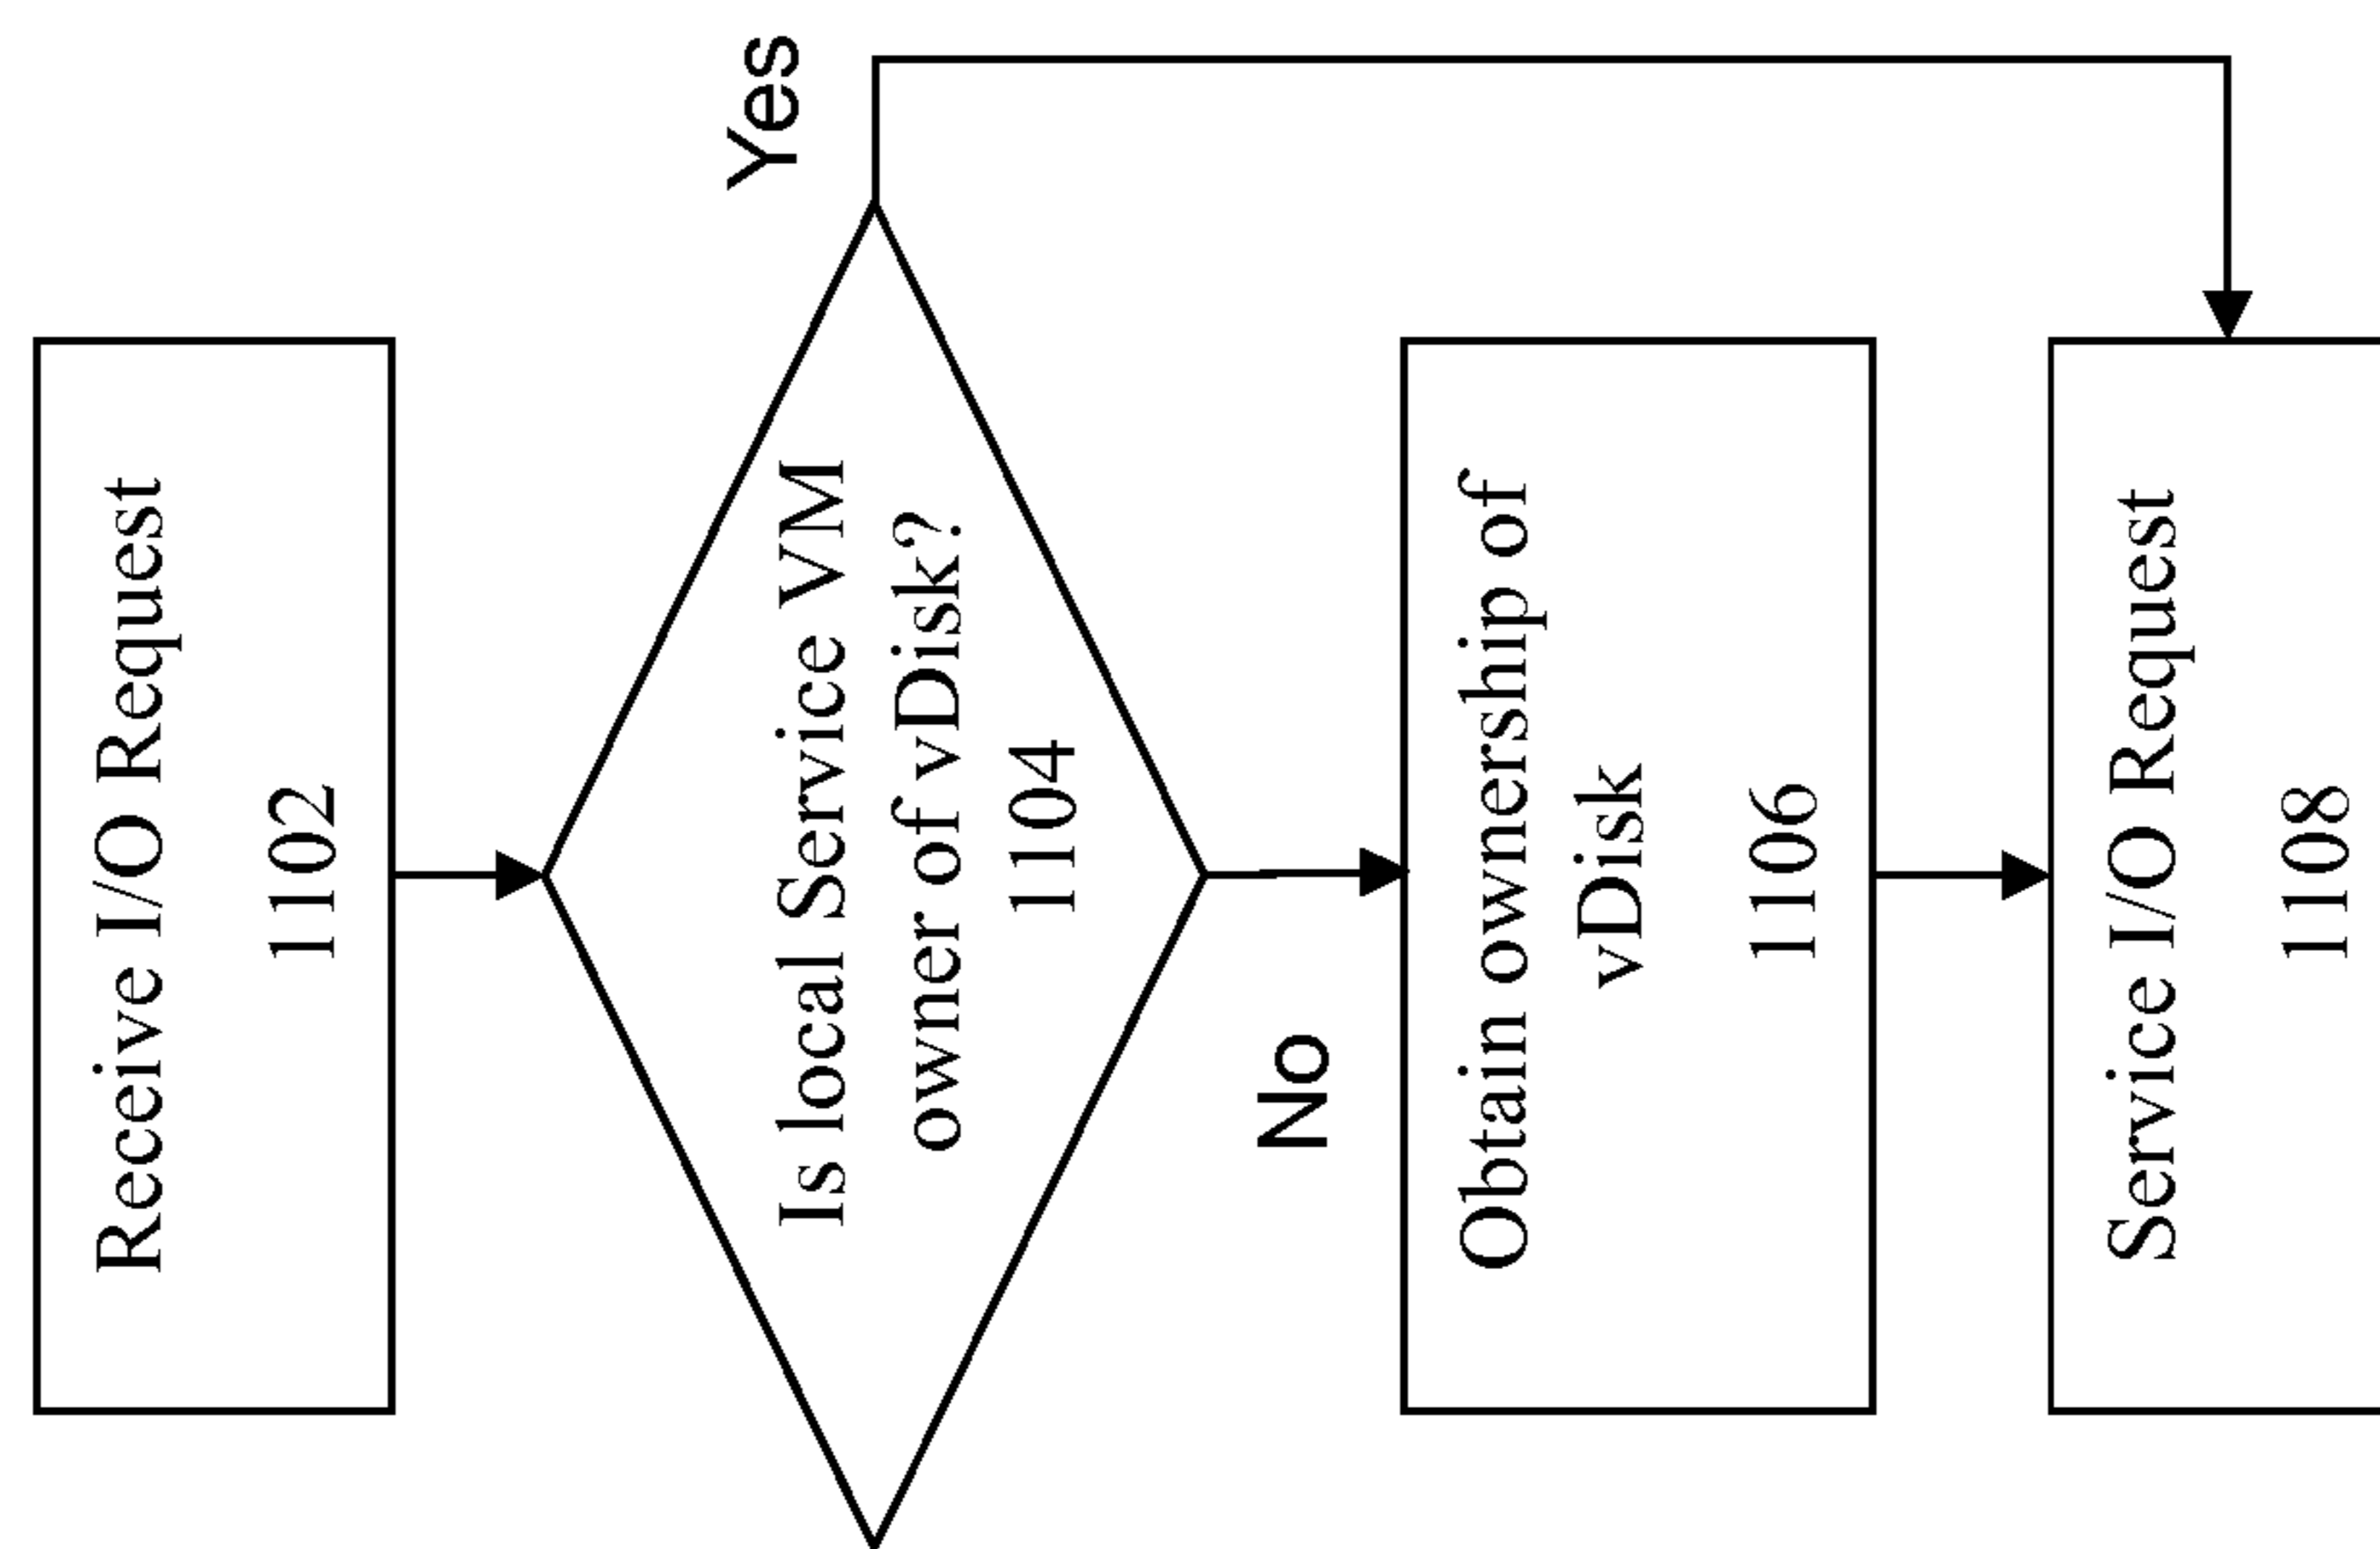 Receive I/O Request
1102
Yes
Is local Service VM
owner of vDisk?
1104
No
Obtain ownership of
vDisk
1106
Service I/O Request
1108